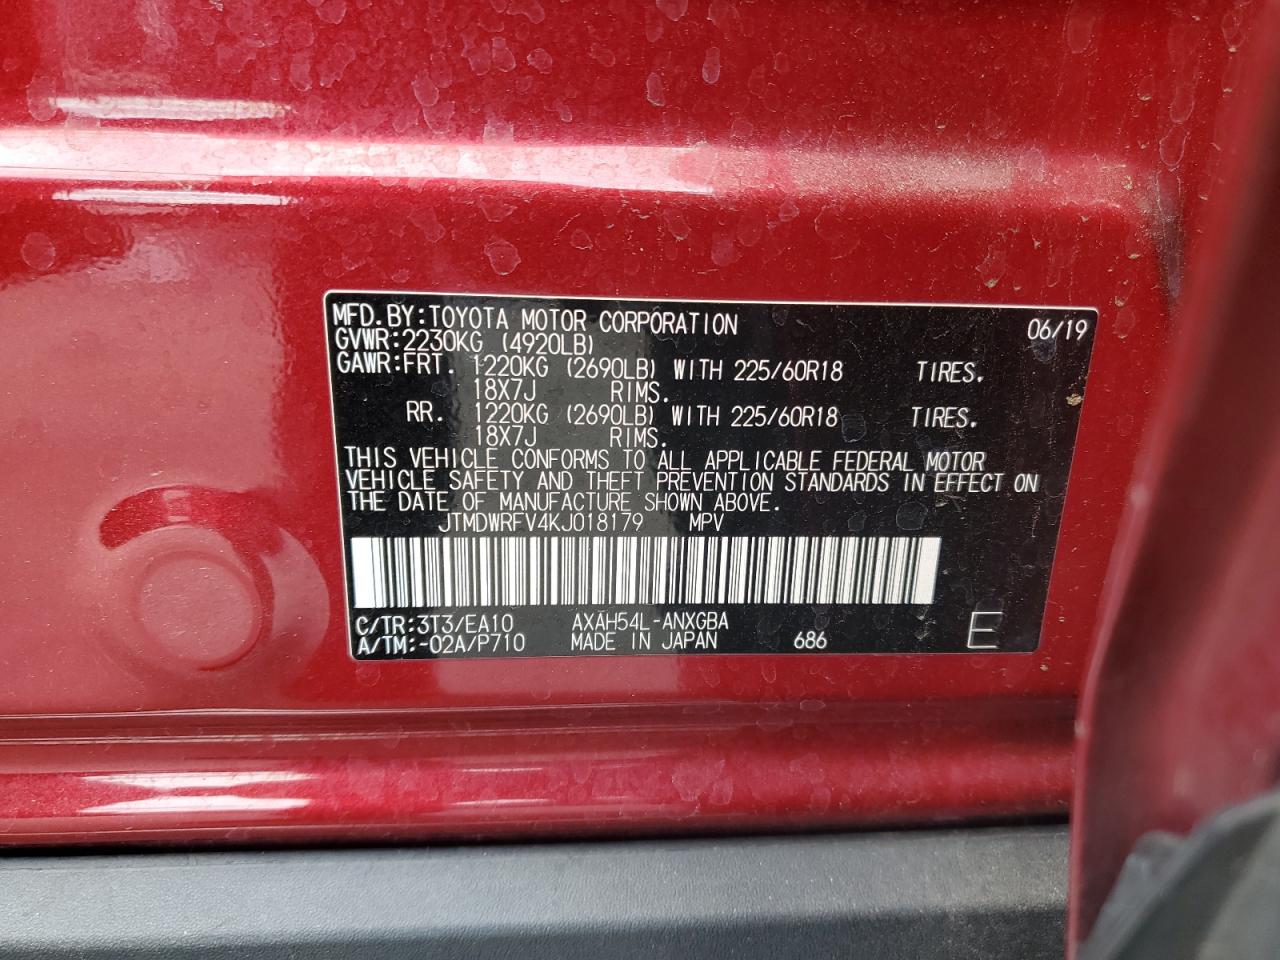 MFD.BY:TOYOTA MOTOR CORPORATION 06/19
GVWR:2230KG (4920LB)
GAWR:FRT. 1220KG (2690LB) WITH 225/60R18 TIRES.
18X7J RIMS.
RR. 1220KG (2690LB) WITH 225/60R18 TIRES.
18X7J RIMS.
THIS VEHICLE CONFORMS TO ALL APPLICABLE FEDERAL MOTOR
VEHICLE SAFETY AND THEFT PREVENTION STANDARDS IN EFFECT ON
THE DATE OF MANUFACTURE SHOWN ABOVE.
JTMDWRFV4KJ018179 MPV
C/TR:3T3/EA10 AXAH54L-ANXGBA
A/TM:-02A/P710 MADE IN JAPAN 686 E